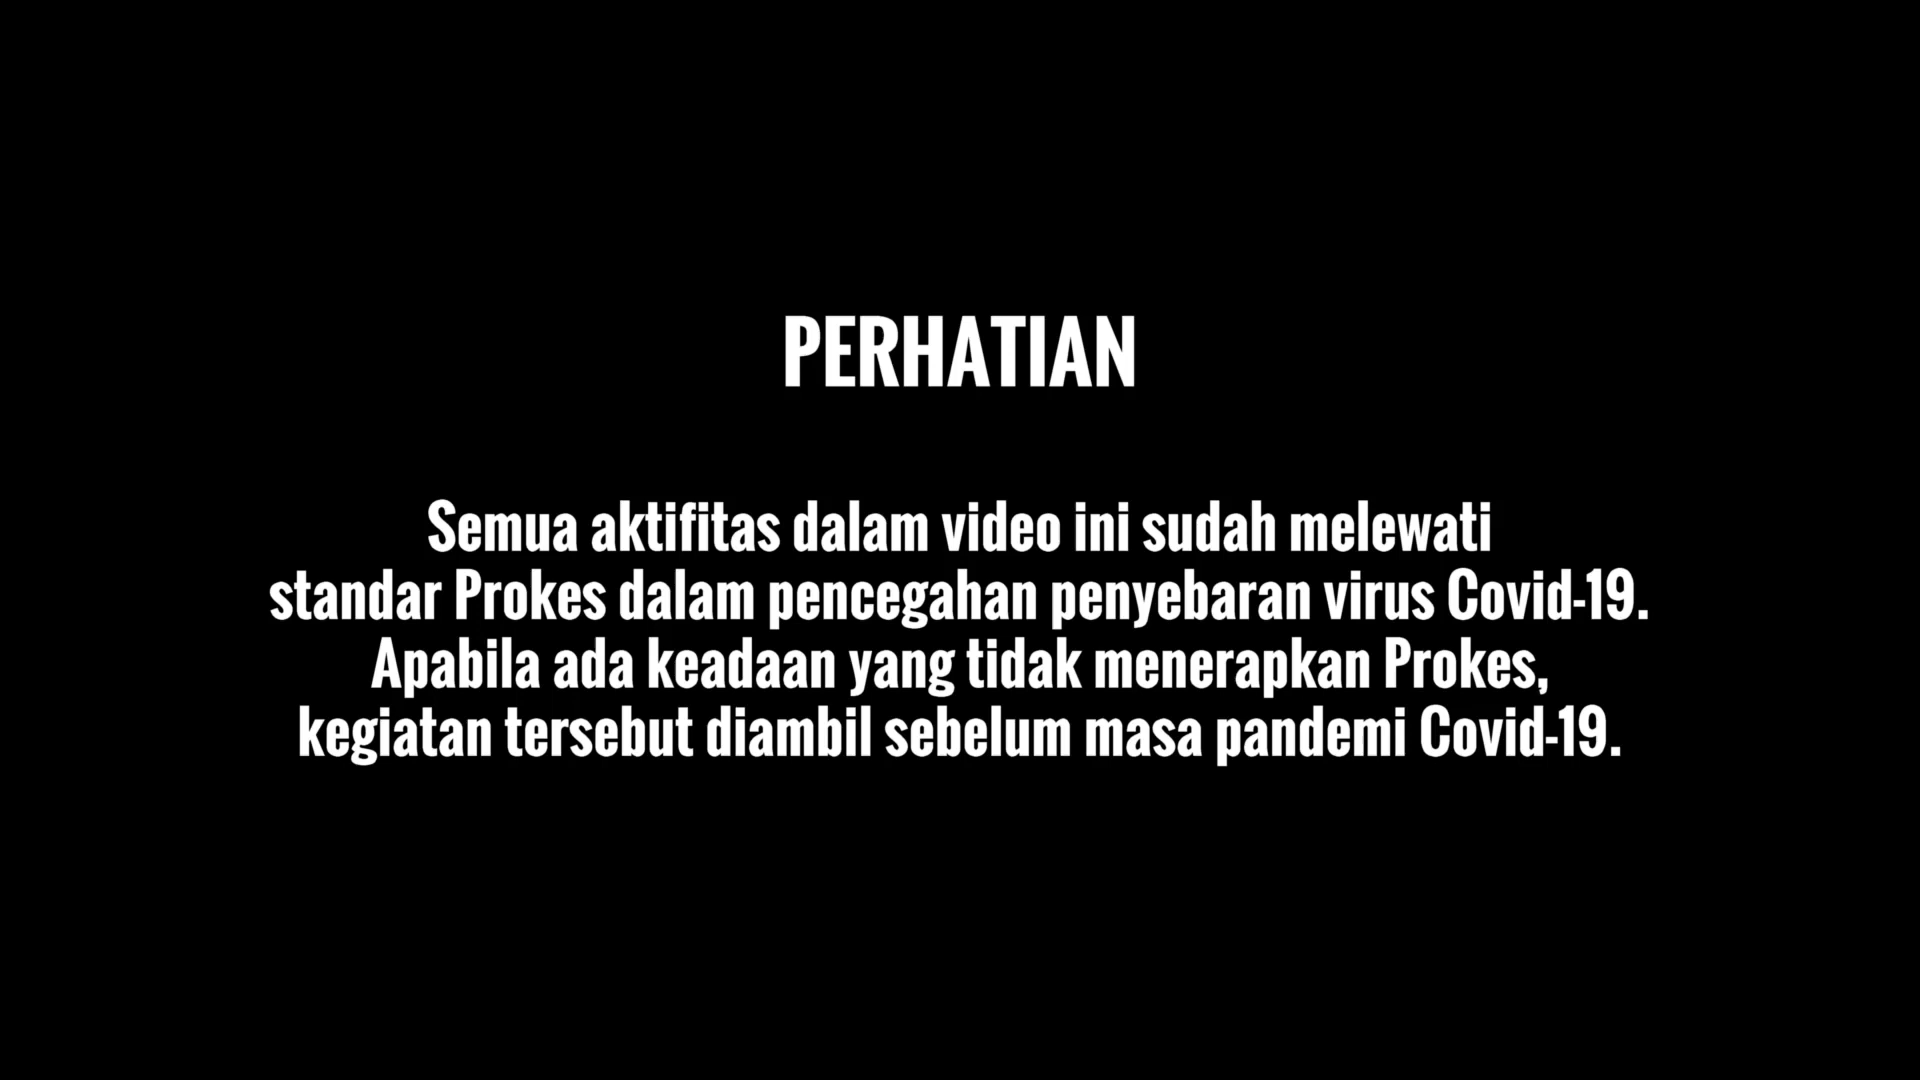 PERHATIAN
Semua aktifitas dalam video ini sudah melewati
standar Prokes dalam pencegahan penyebaran virus Covid-19.
Apabila ada keadaan yang tidak menerapkan Prokes,
kegiatan tersebut diambil sebelum masa pandemi Covid-19.